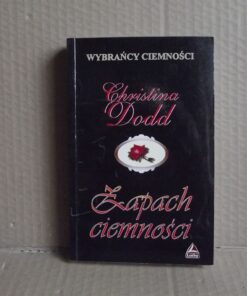 WYBRAŃCY CIEMNOŚCI
Christina
Dodd
Zapach
ciemności